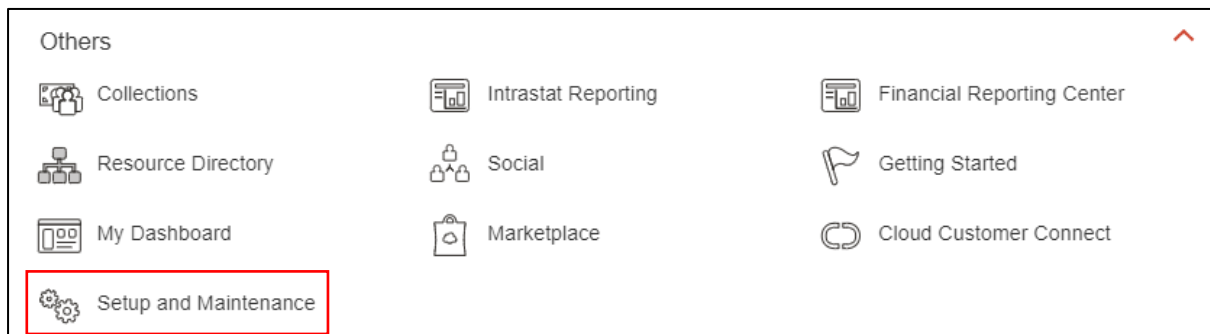 Others
Collections
Intrastat Reporting
Financial Reporting Center
Resource Directory
Social
Getting Started
My Dashboard
Marketplace
Cloud Customer Connect
Setup and Maintenance